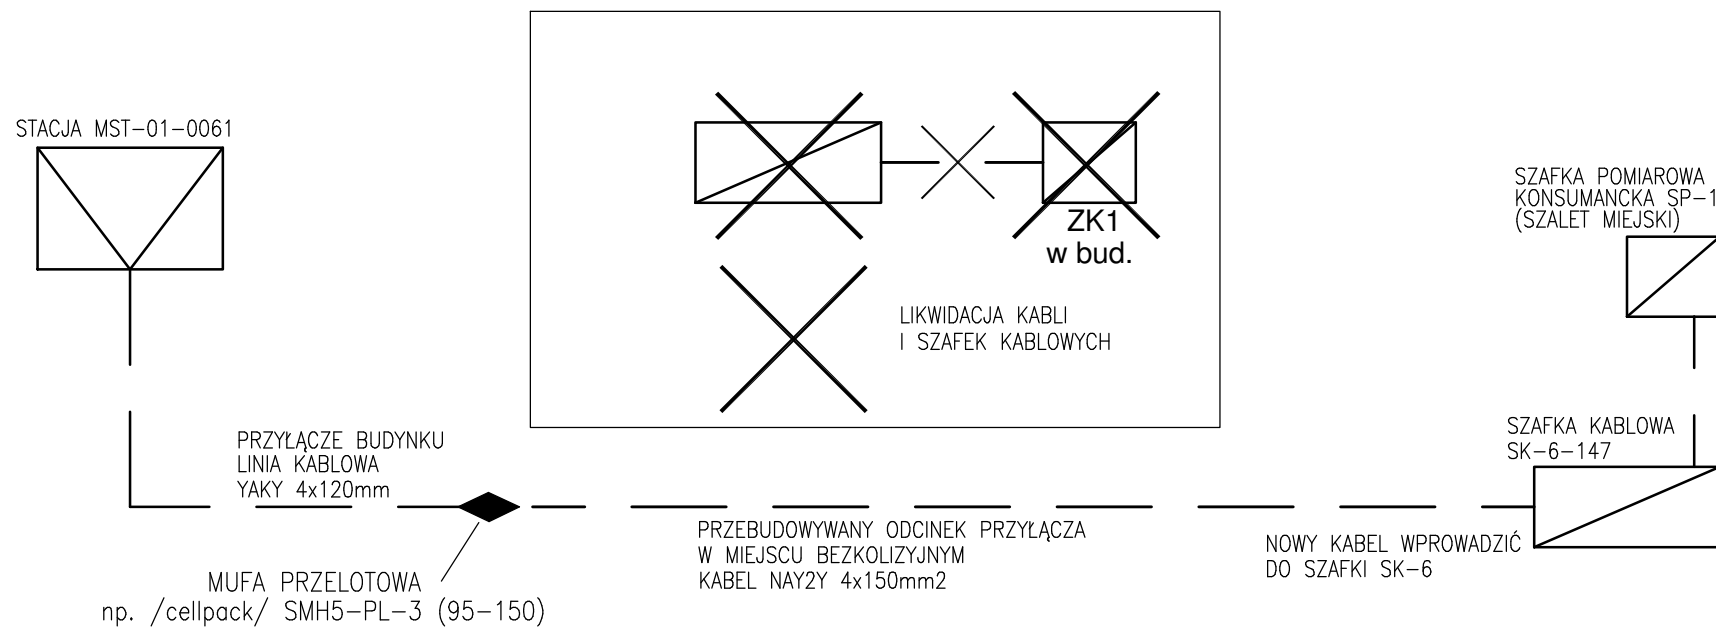 STACJA MST-01-0061
ZK1
w bud.
LIKWIDACJA KABLI
I SZAFEK KABLOWYCH
SZAFKA POMIAROWA
KONSUMANCKA SP-1
(SZALET MIEJSKI)
SZAFKA KABLOWA
SK-6-147
PRZYŁĄCZE BUDYNKU
LINIA KABLOWA
YAKY 4x120mm
PRZEBUDOWYWANY ODCINEK PRZYŁĄCZA
W MIEJSCU BEZKOLIZYJNYM
KABEL NAY2Y 4x150mm2
NOWY KABEL WPROWADZIĆ
DO SZAFKI SK-6
MUFA PRZELOTOWA
np. /cellpack/ SMH5-PL-3 (95-150)